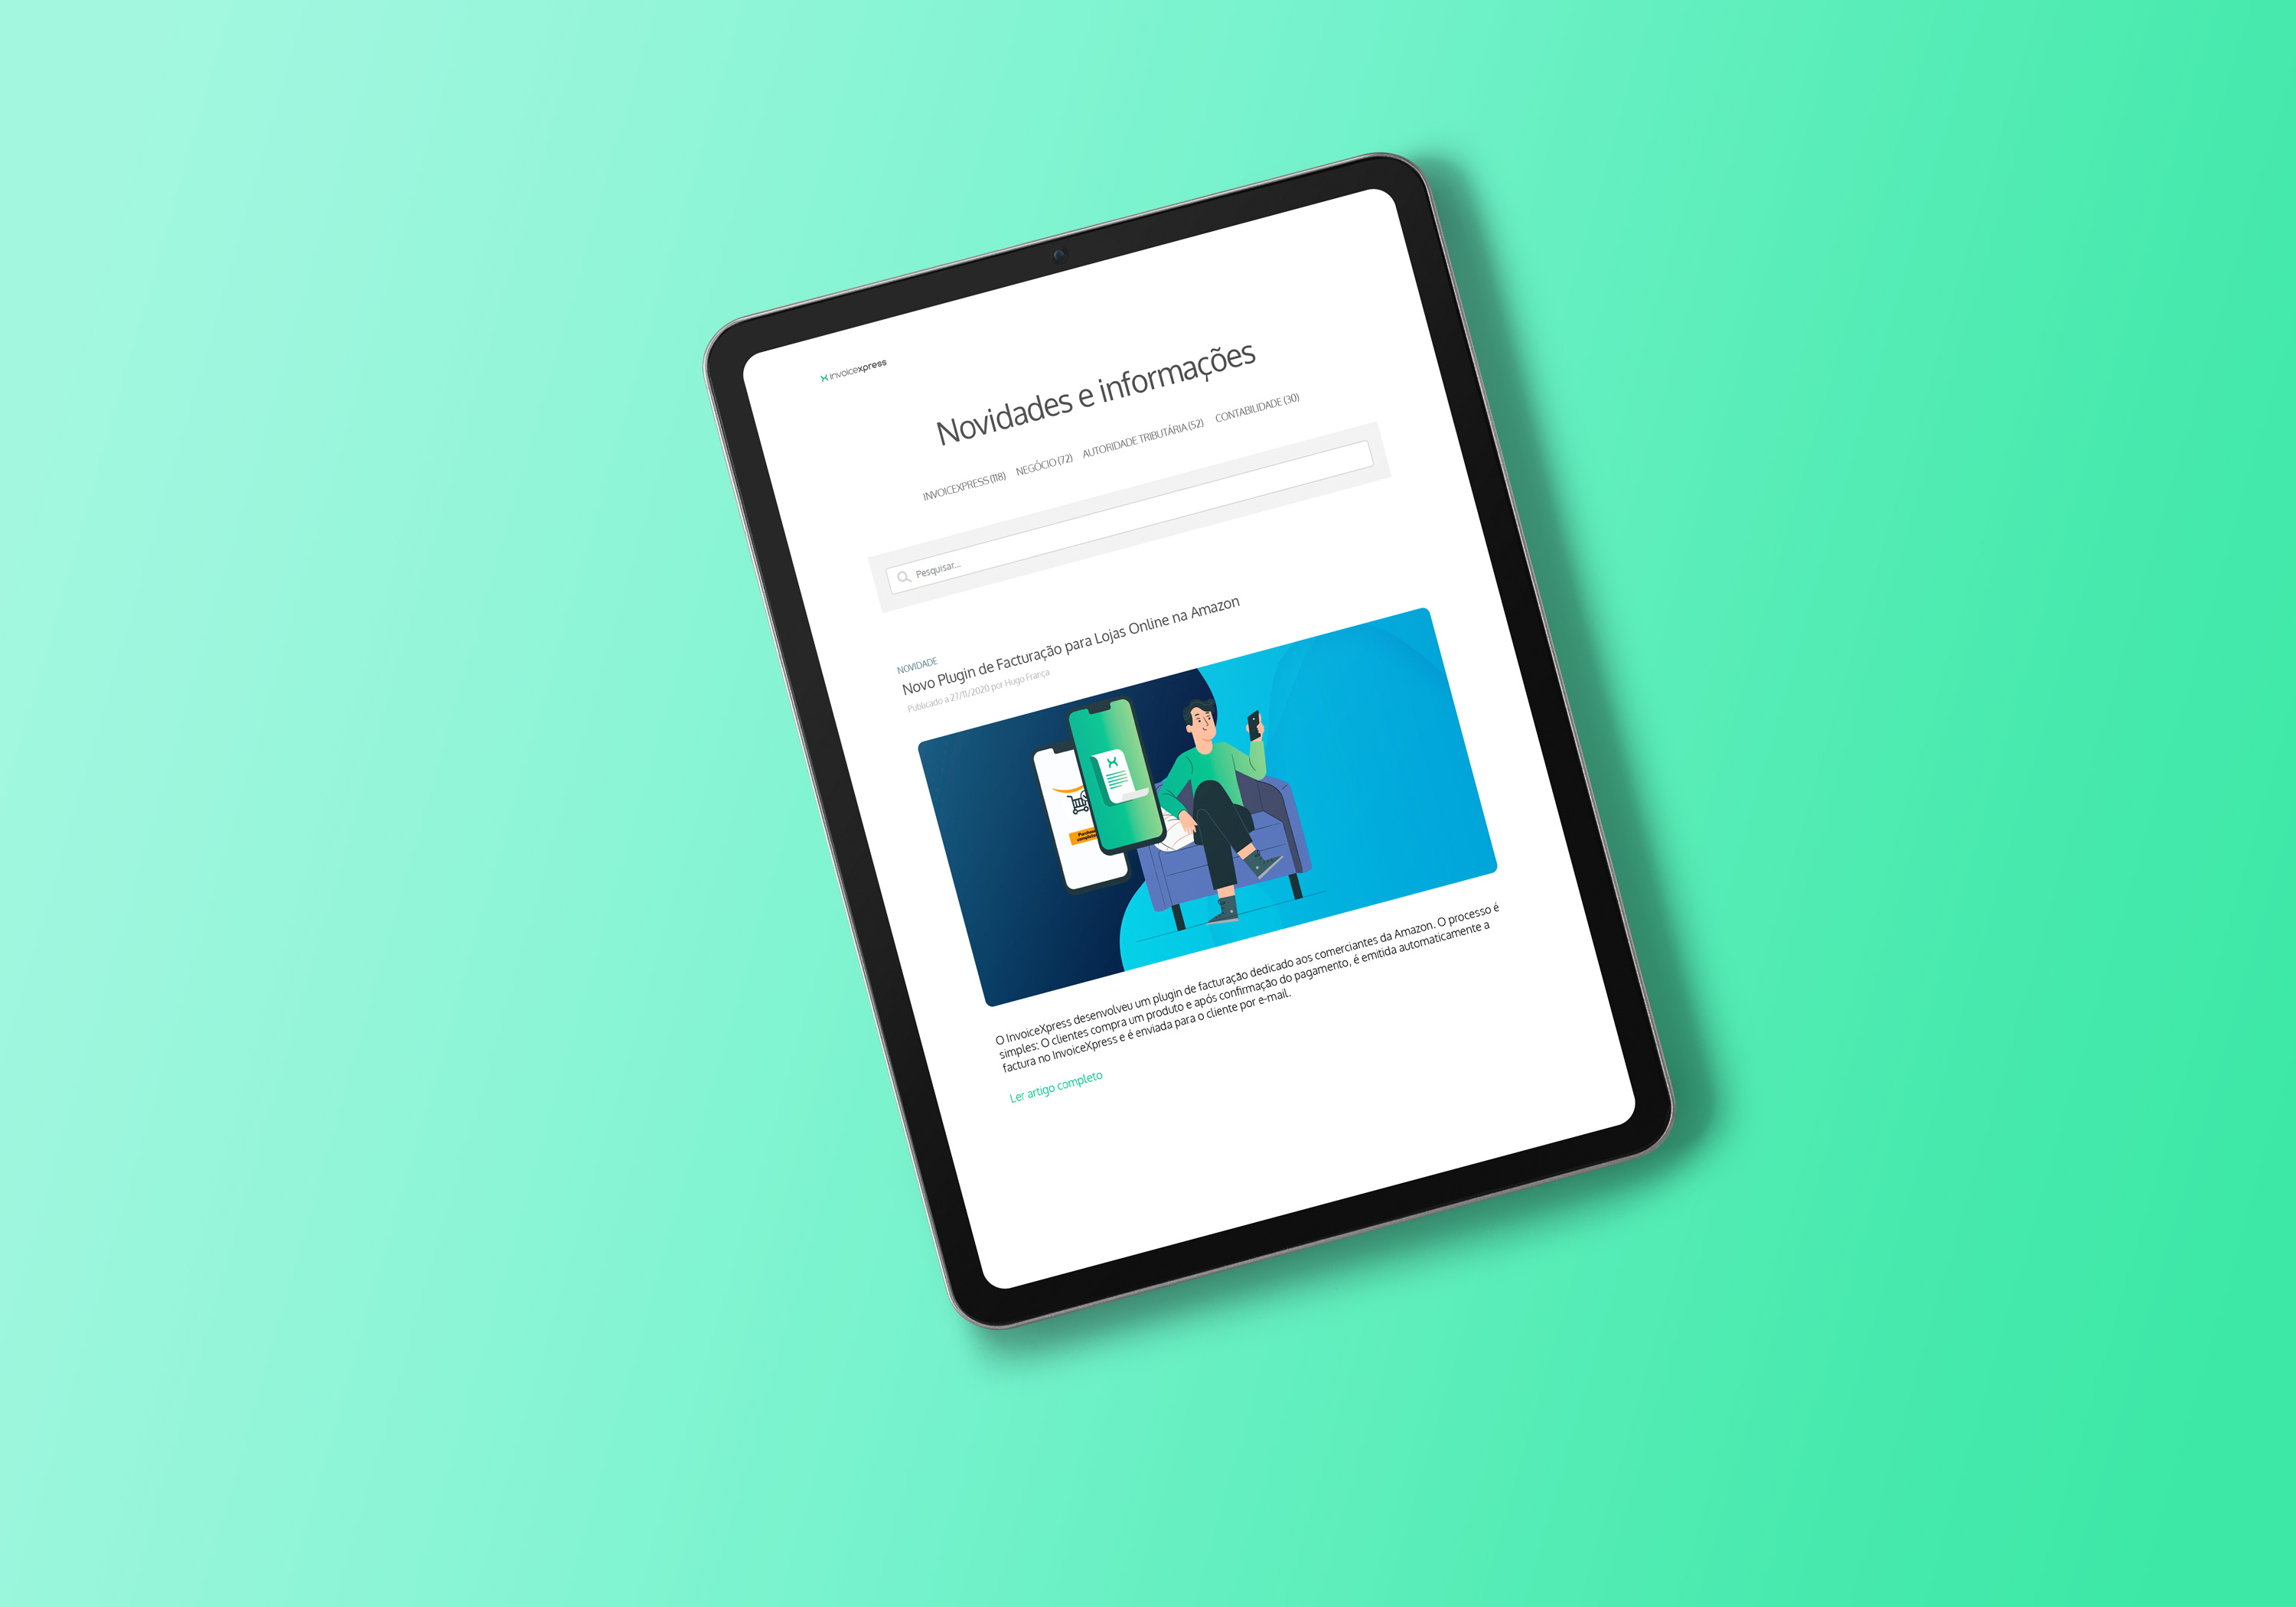 invoicexpress
Novidades e informações
INVOICEXPRESS (118) NEGÓCIO (72) AUTORIDADE TRIBUTÁRIA (52) CONTABILIDADE (30)
Pesquisar...
NOVIDADE
Novo Plugin de Facturação para Lojas Online na Amazon
Publicado a 27/11/2020 por Hugo França
O InvoiceXpress desenvolveu um plugin de facturação dedicado aos comerciantes da Amazon. O processo é
simples: O clientes compra um produto e após confirmação do pagamento, é emitida automaticamente a
factura no InvoiceXpress e é enviada para o cliente por e-mail.
Ler artigo completo